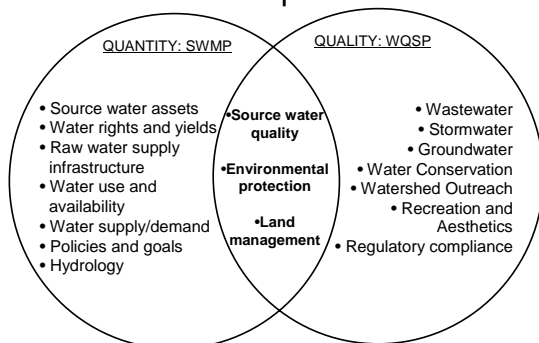 QUANTITY: SWMP
• Source water assets
• Water rights and yields
• Raw water supply
infrastructure
• Water use and
availability
• Water supply/demand
• Policies and goals
• Hydrology
•Source water
quality
•Environmental
protection
•Land
management
QUALITY: WQSP
• Wastewater
• Stormwater
• Groundwater
• Water Conservation
• Watershed Outreach
• Recreation and
Aesthetics
• Regulatory compliance